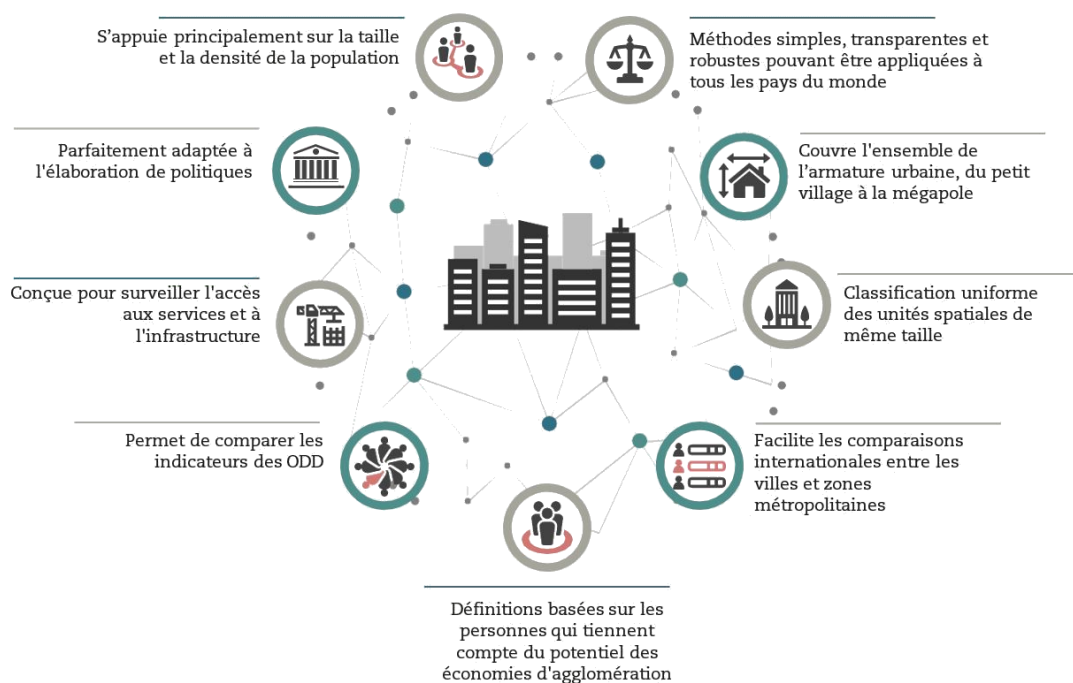 S’appuie principalement sur la taille
et la densité de la population
Méthodes simples, transparentes et
robustes pouvant être appliquées à
tous les pays du monde
Parfaitement adaptée à
l'élaboration de politiques
Couvre l'ensemble de
l’armature urbaine, du petit
village à la mégapole
Conçue pour surveiller l'accès
aux services et à
l'infrastructure
Classification uniforme
des unités spatiales de
même taille
Permet de comparer les
indicateurs des ODD
Facilite les comparaisons
internationales entre les
villes et zones
métropolitaines
Définitions basées sur les
personnes qui tiennent
compte du potentiel des
économies d'agglomération